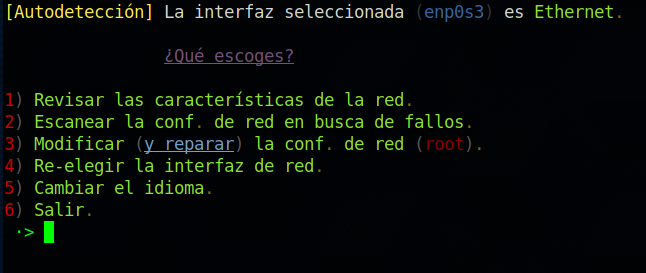 [Autodetección] La interfaz seleccionada (enp0s3) es Ethernet.
¿Qué escoges?
1) Revisar las características de la red.
2) Escanear la conf. de red en busca de fallos.
3) Modificar (y reparar) la conf. de red (root).
4) Re-elegir la interfaz de red.
5) Cambiar el idioma.
6) Salir.
·>